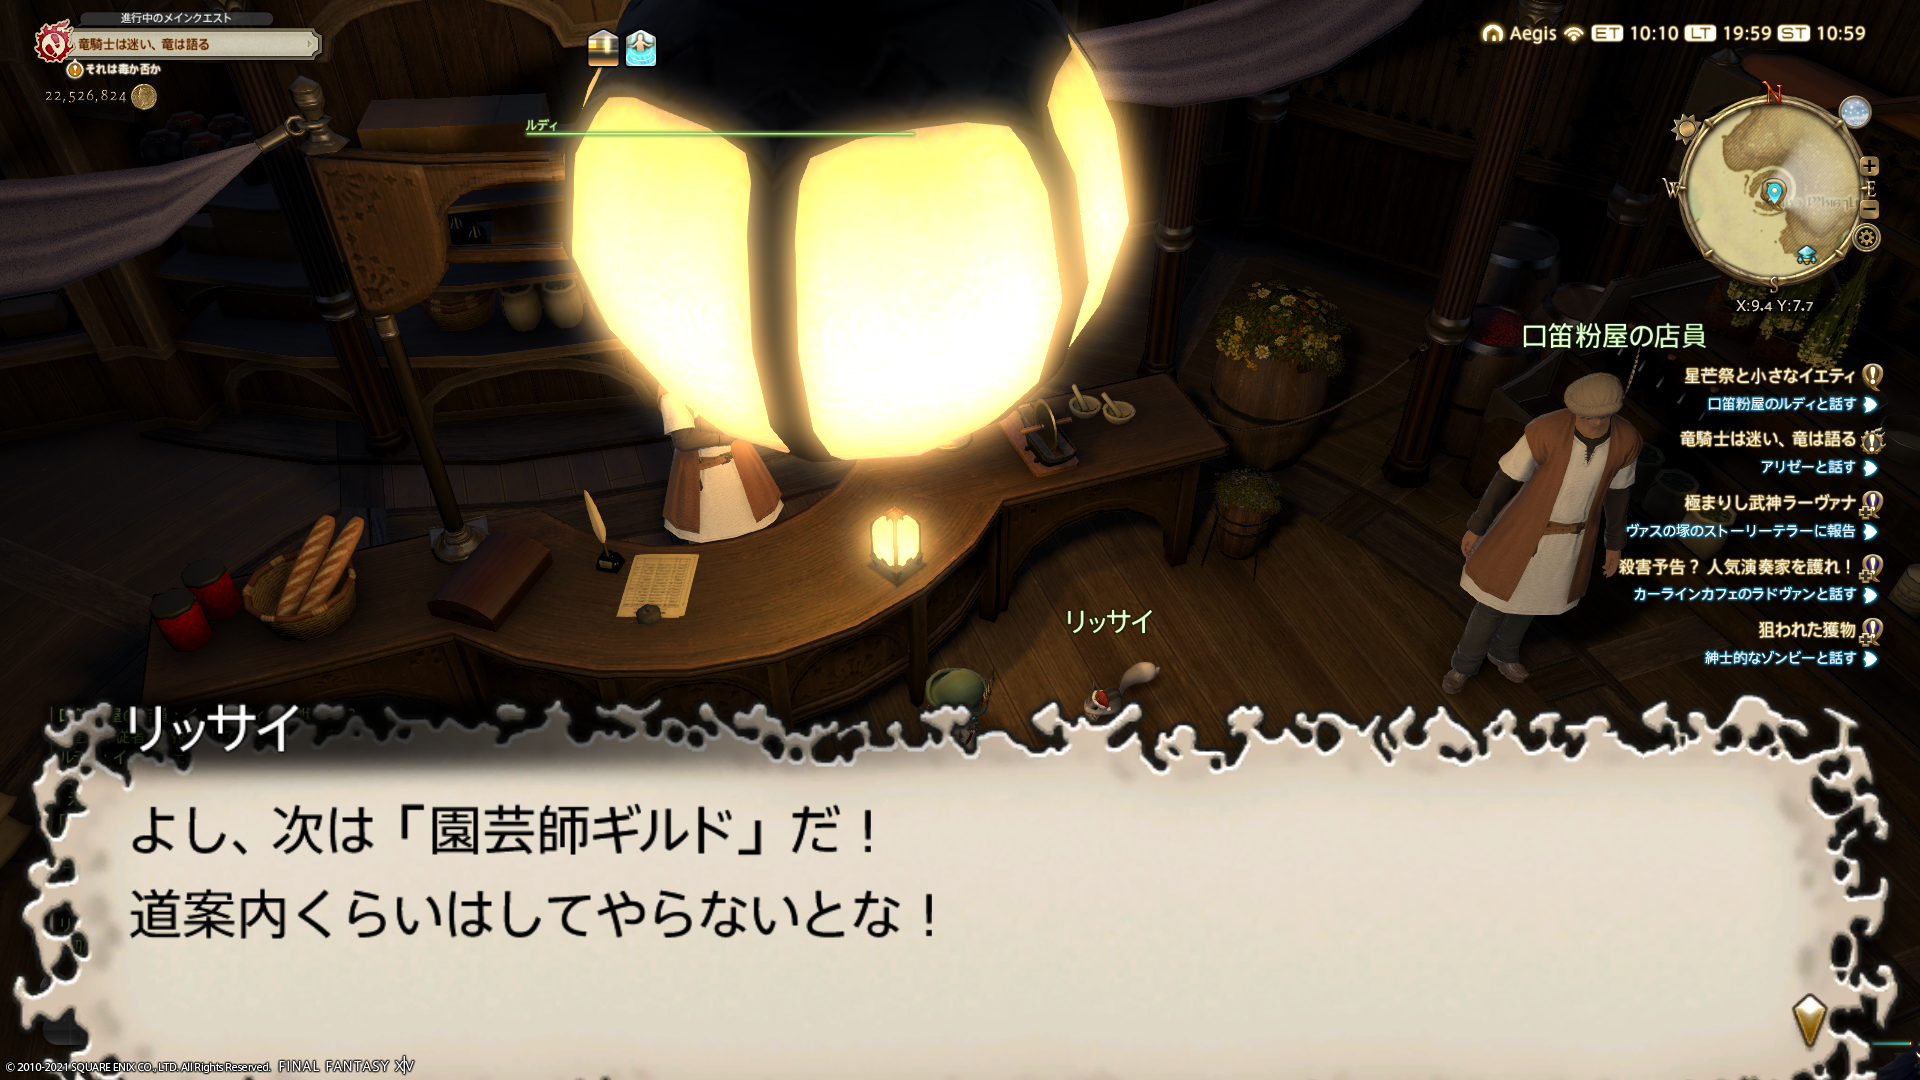 進行中のメインクエスト
竜騎士は迷い、竜は語る
それは毒か否か
22,526,824
Aegis ET 10:10 LT 19:59 ST 10:59
ルディ
N
W
E
S
X:9.4 Y:7.7
口笛粉屋の店員
星芒祭と小さなイエティ
口笛粉屋のルディと話す
竜騎士は迷い、竜は語る
アリゼーと話す
極まりし武神ラーヴァナ
ヴァスの塚のストーリーテラーに報告
殺害予告？ 人気演奏家を護れ！
カーラインカフェのラドヴァンと話す
狙われた獲物
紳士的なゾンビーと話す
リッサイ
リッサイ
よし、次は「園芸師ギルド」だ！
道案内くらいはしてやらないとな！
© 2010-2021 SQUARE ENIX CO., LTD. All Rights Reserved. FINAL FANTASY XIV